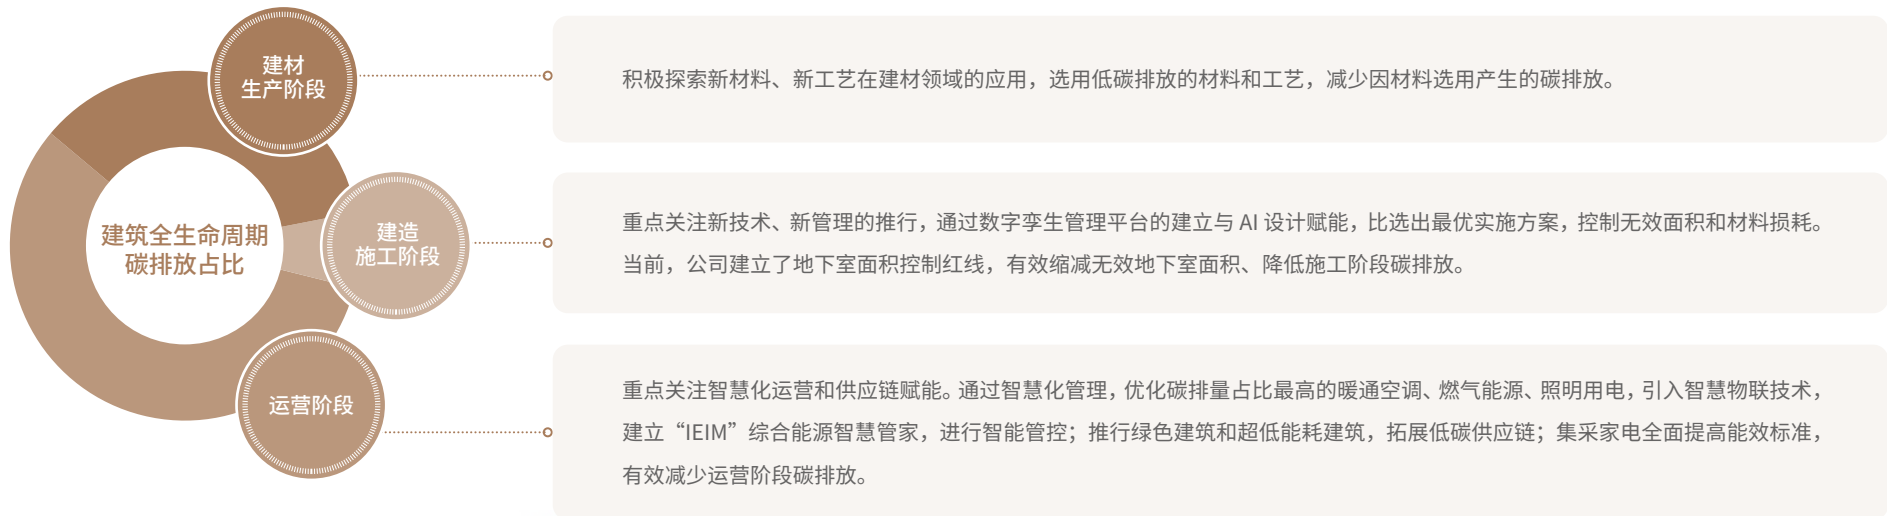 建筑全生命周期
碳排放占比
建材
生产阶段
积极探索新材料、新工艺在建材领域的应用，选用低碳排放的材料和工艺，减少因材料选用产生的碳排放。
建造
施工阶段
重点关注新技术、新管理的推行，通过数字孪生管理平台的建立与 AI 设计赋能，比选出最优实施方案，控制无效面积和材料损耗。
当前，公司建立了地下室面积控制红线，有效缩减无效地下室面积、降低施工阶段碳排放。
运营阶段
重点关注智慧化运营和供应链赋能。通过智慧化管理，优化碳排量占比最高的暖通空调、燃气能源、照明用电，引入智慧物联技术，
建立“IEIM”综合能源智慧管家，进行智能管控；推行绿色建筑和超低能耗建筑，拓展低碳供应链；集采家电全面提高能效标准，
有效减少运营阶段碳排放。